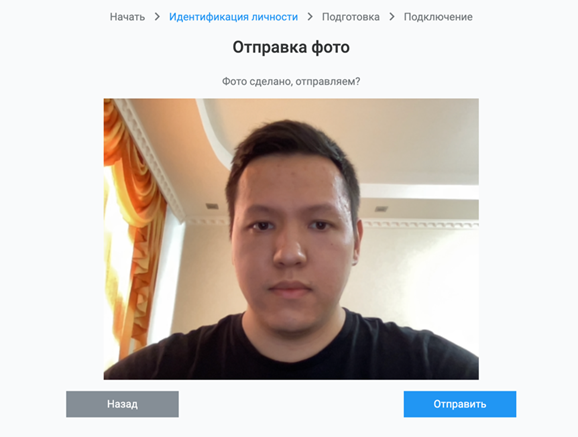 Начать > Идентификация личности > Подготовка > Подключение
Отправка фото
Фото сделано, отправляем?
Назад
Отправить